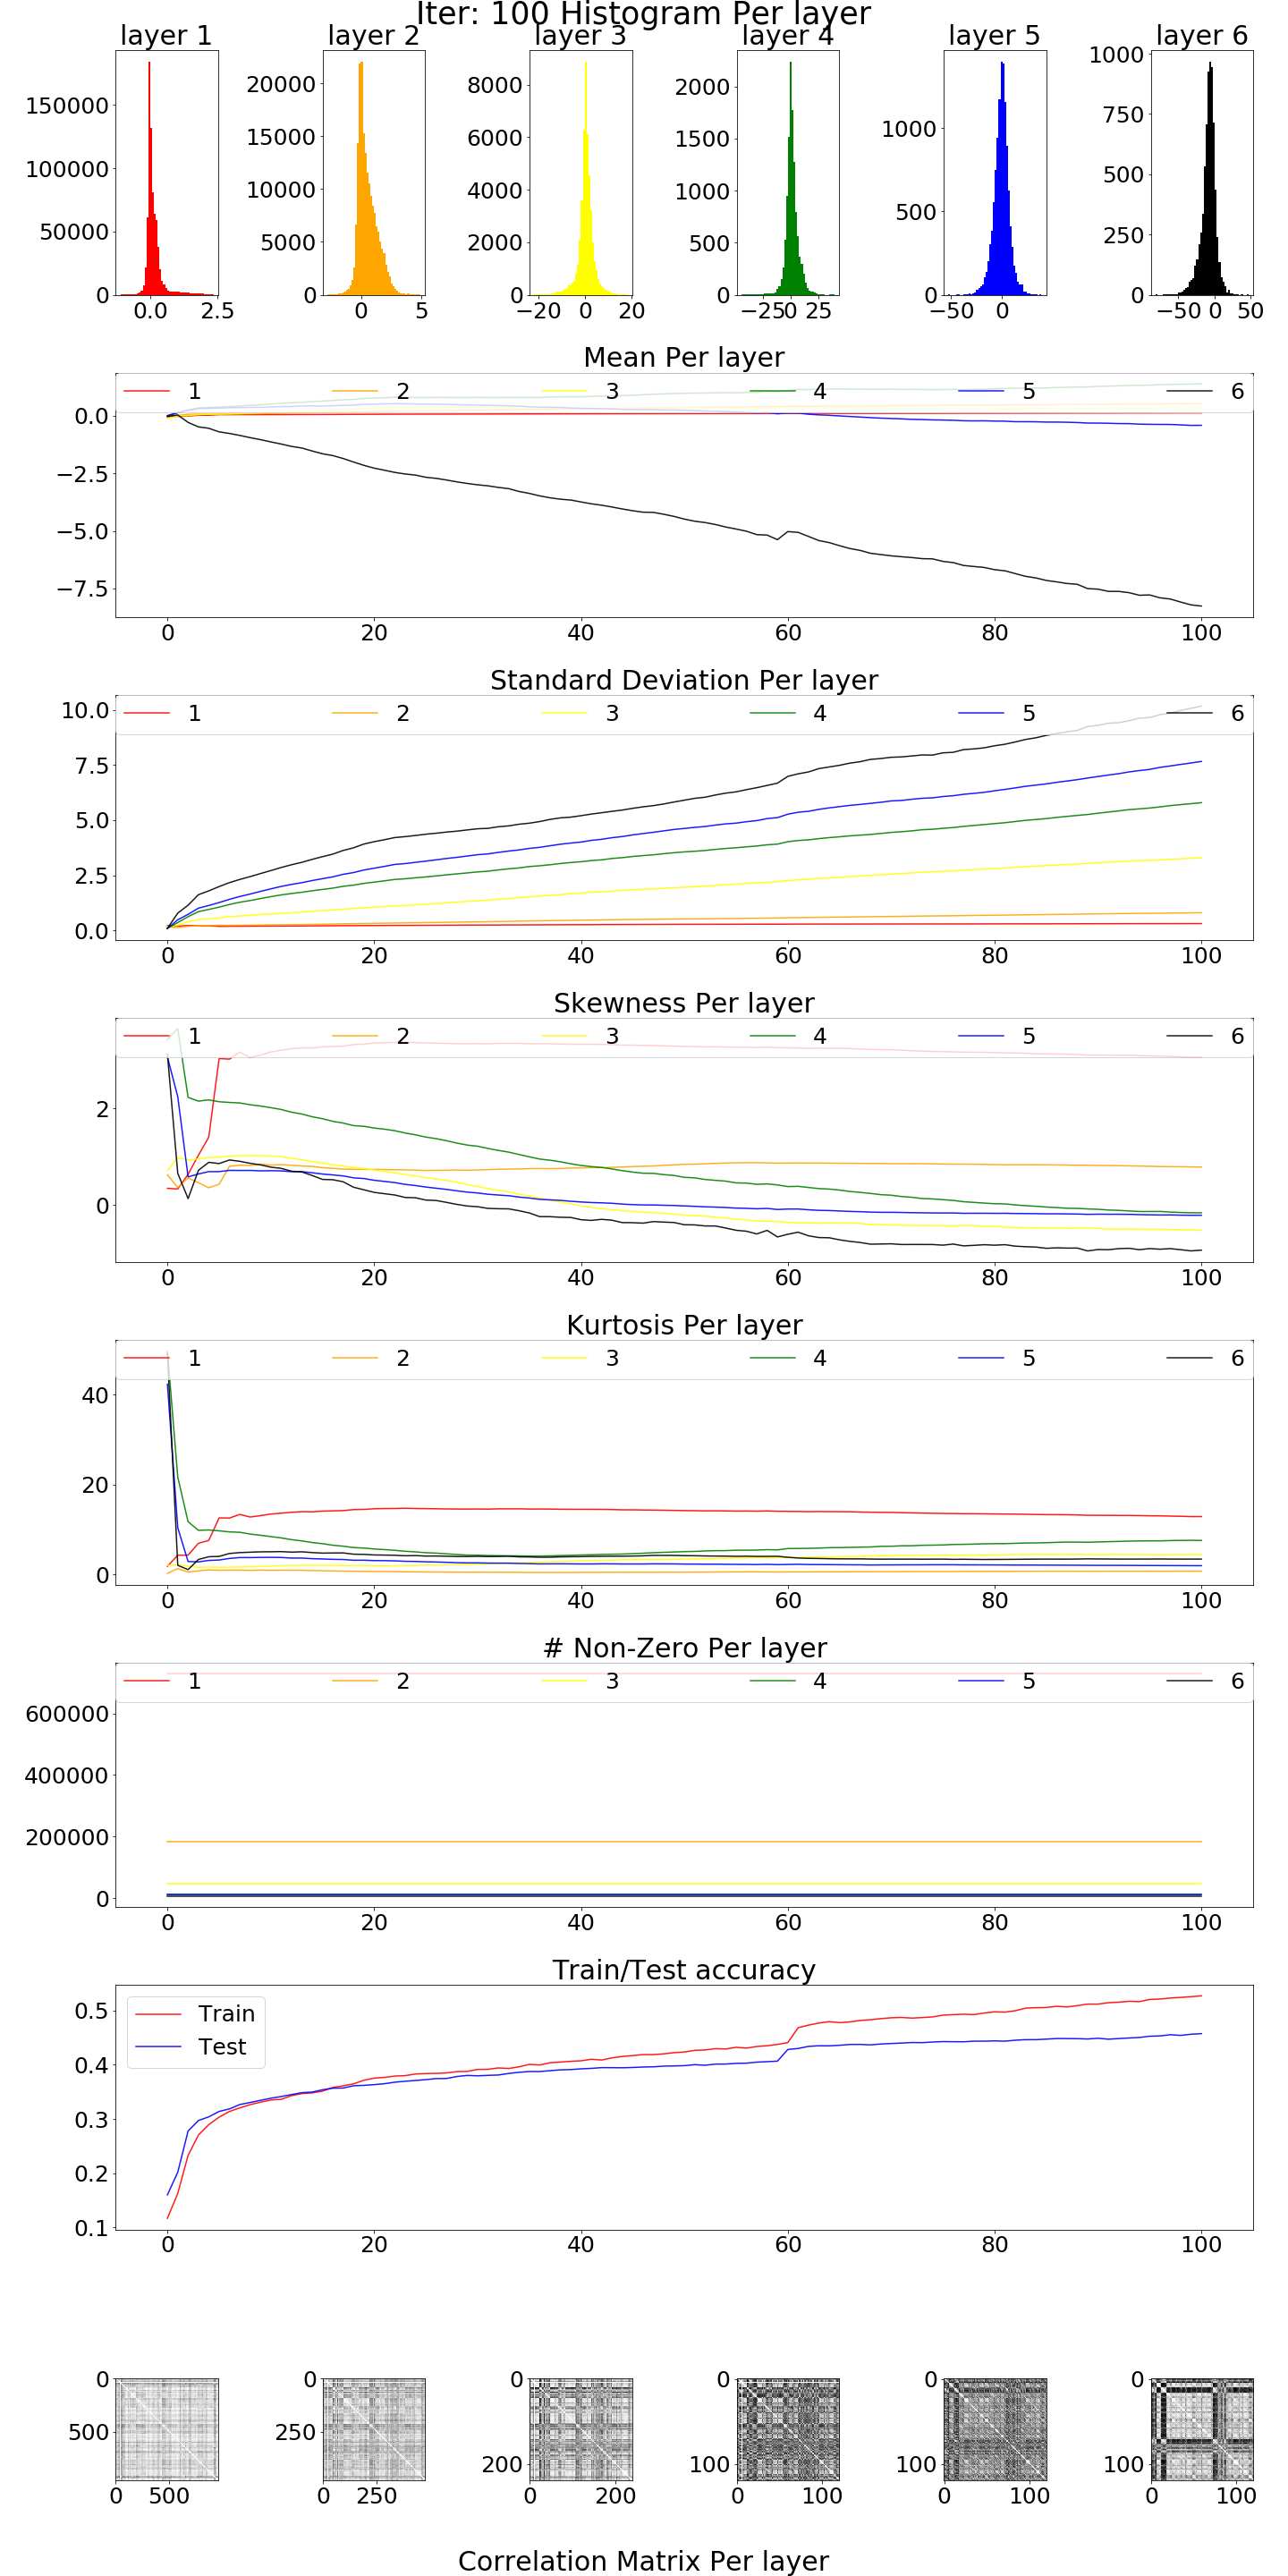 Iter: 100 Histogram Per layer
layer 1 layer 2 layer 3 layer 4 layer 5 layer 6
150000
100000
50000
0
0.0 2.5
20000
15000
10000
5000
0
0 5
8000
6000
4000
2000
0
−20 0 20
2000
1500
1000
500
0
−25 0 25
1000
500
0
−50 0
1000
750
500
250
0
−50 0 50
Mean Per layer
1 2 3 4 5 6
0.0
−2.5
−5.0
−7.5
0 20 40 60 80 100
Standard Deviation Per layer
1 2 3 4 5 6
10.0
7.5
5.0
2.5
0.0
0 20 40 60 80 100
Skewness Per layer
1 2 3 4 5 6
2
0
0 20 40 60 80 100
Kurtosis Per layer
1 2 3 4 5 6
40
20
0
0 20 40 60 80 100
# Non-Zero Per layer
1 2 3 4 5 6
600000
400000
200000
0
0 20 40 60 80 100
Train/Test accuracy
Train
Test
0.5
0.4
0.3
0.2
0.1
0 20 40 60 80 100
0
500
0 500
0
250
0 250
0
200
0 200
0
100
0 100
0
100
0 100
0
100
0 100
Correlation Matrix Per layer